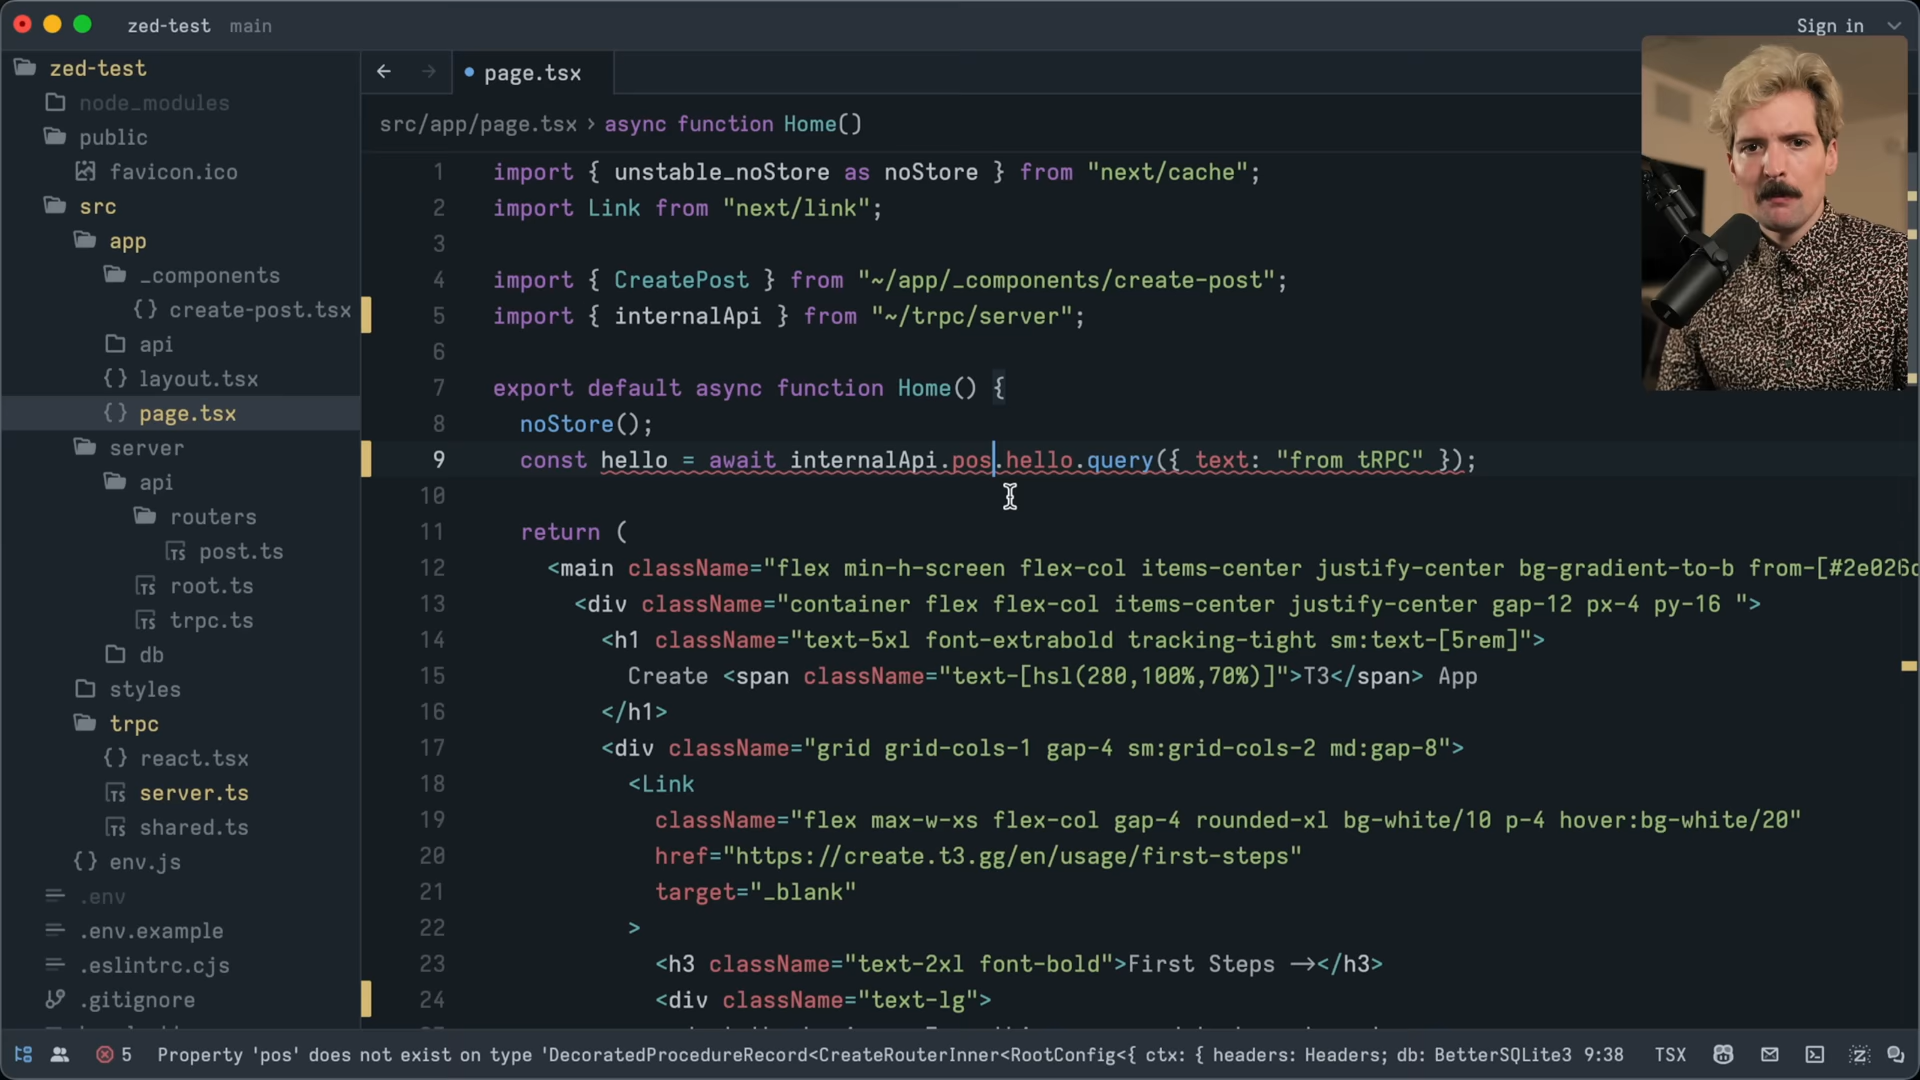 zed-test main
Sign in
zed-test
node_modules
public
favicon.ico
src
app
_components
create-post.tsx
api
layout.tsx
page.tsx
server
api
routers
post.ts
root.ts
trpc.ts
db
styles
trpc
react.tsx
server.ts
shared.ts
env.js
.env
.env.example
.eslintrc.cjs
.gitignore
page.tsx
src/app/page.tsx › async function Home()
1 import { unstable_noStore as noStore } from "next/cache";
2 import Link from "next/link";
3
4 import { CreatePost } from "~/app/_components/create-post";
5 import { internalApi } from "~/trpc/server";
6
7 export default async function Home() {
8 noStore();
9 const hello = await internalApi.pos.hello.query({ text: "from tRPC" });
10
11 return (
12 <main className="flex min-h-screen flex-col items-center justify-center bg-gradient-to-b from-[#2e026d
13 <div className="container flex flex-col items-center justify-center gap-12 px-4 py-16 ">
14 <h1 className="text-5xl font-extrabold tracking-tight sm:text-[5rem]">
15 Create <span className="text-[hsl(280,100%,70%)]">T3</span> App
16 </h1>
17 <div className="grid grid-cols-1 gap-4 sm:grid-cols-2 md:gap-8">
18 <Link
19 className="flex max-w-xs flex-col gap-4 rounded-xl bg-white/10 p-4 hover:bg-white/20"
20 href="https://create.t3.gg/en/usage/first-steps"
21 target="_blank"
22 >
23 <h3 className="text-2xl font-bold">First Steps →</h3>
24 <div className="text-lg">
5 Property 'pos' does not exist on type 'DecoratedProcedureRecord<CreateRouterInner<RootConfig<{ ctx: { headers: Headers; db: BetterSQLite3 9:38 TSX